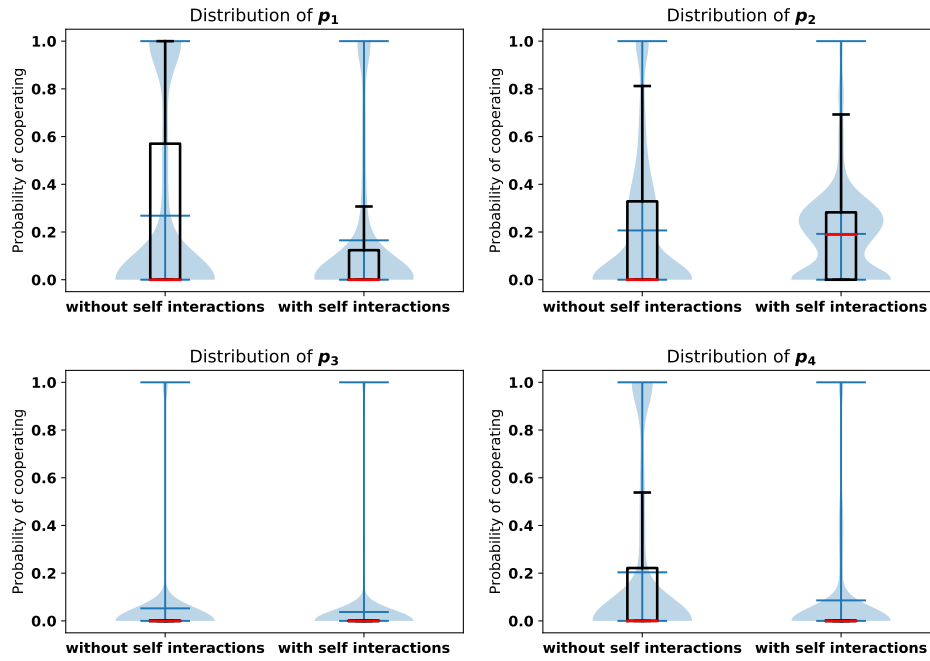 Distribution of p1
Distribution of p2
Probability of cooperating
1.0
0.8
0.6
0.4
0.2
0.0
without self interactions
with self interactions
Probability of cooperating
1.0
0.8
0.6
0.4
0.2
0.0
without self interactions
with self interactions
Distribution of p3
Distribution of p4
Probability of cooperating
1.0
0.8
0.6
0.4
0.2
0.0
without self interactions
with self interactions
Probability of cooperating
1.0
0.8
0.6
0.4
0.2
0.0
without self interactions
with self interactions